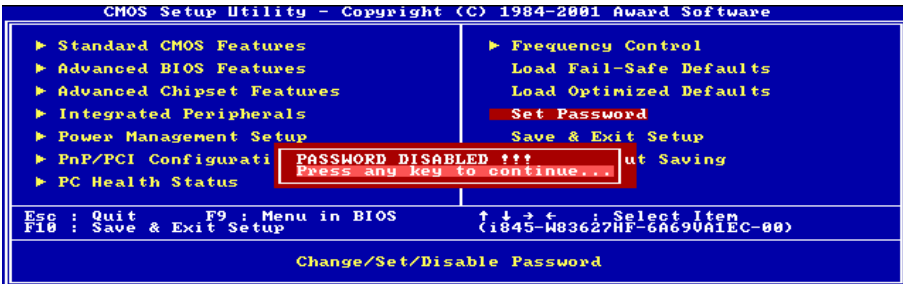 CMOS Setup Utility - Copyright (C) 1984-2001 Award Software
► Standard CMOS Features
► Advanced BIOS Features
► Advanced Chipset Features
► Integrated Peripherals
► Power Management Setup
► PnP/PCI Configurati
► PC Health Status
► Frequency Control
Load Fail-Safe Defaults
Load Optimized Defaults
Set Password
Save & Exit Setup
ut Saving
PASSWORD DISABLED !!!
Press any key to continue...
Esc : Quit F9 : Menu in BIOS ↑ ↓ → ← : Select Item
F10 : Save & Exit Setup (i845-W83627HF-6A69VA1EC-00)
Change/Set/Disable Password